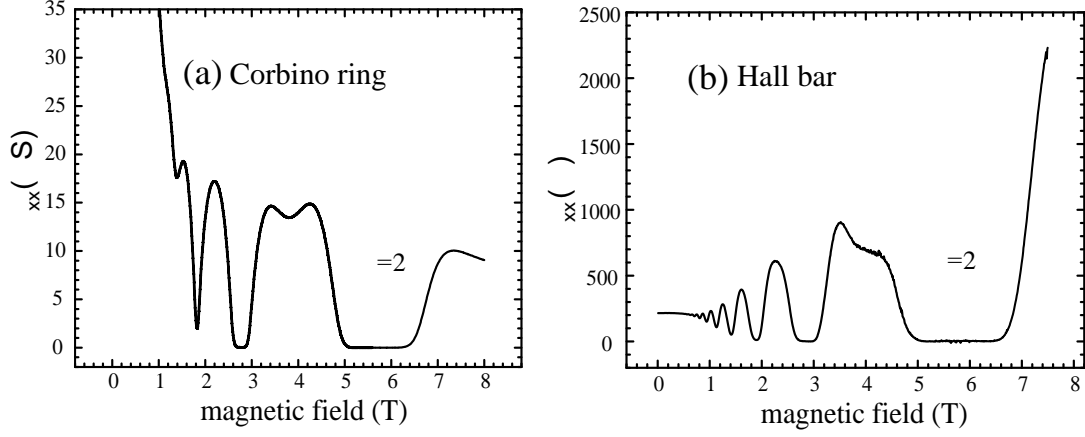 (a) Corbino ring
xx( S)
35
30
25
20
15
10
5
0
=2
0 1 2 3 4 5 6 7 8
magnetic field (T)
(b) Hall bar
xx( )
2500
2000
1500
1000
500
0
=2
0 1 2 3 4 5 6 7 8
magnetic field (T)